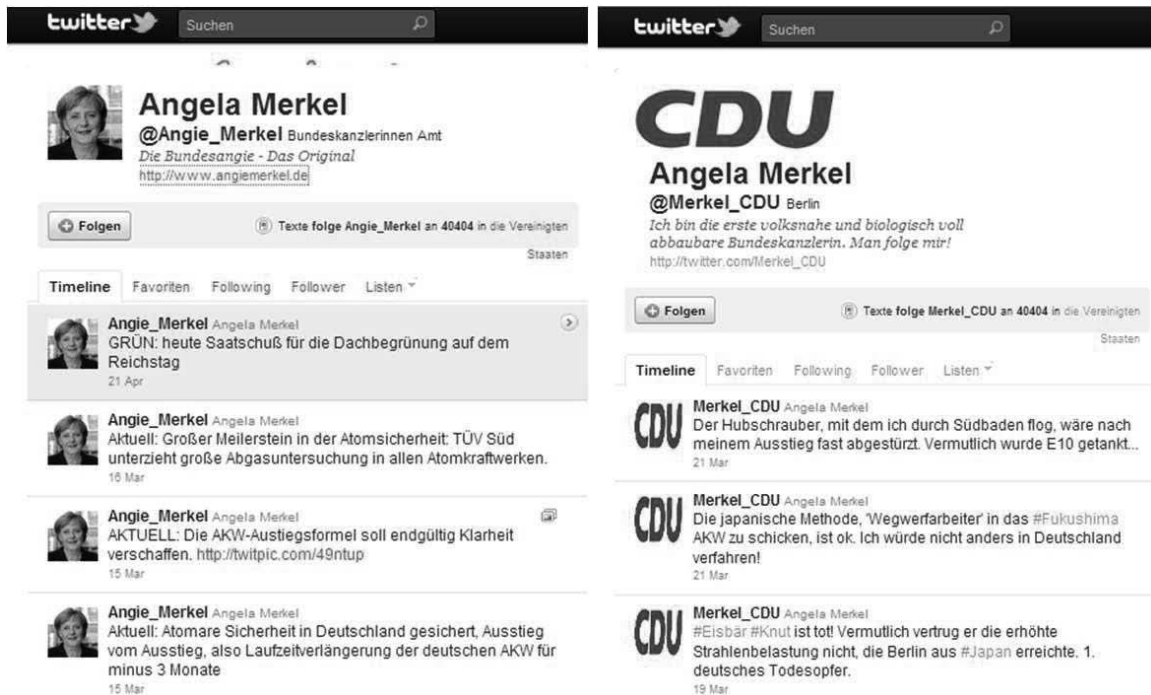 twitter
Suchen
Angela Merkel
@Angie_Merkel Bundeskanzlerinnen Amt
Die Bundesangie - Das Original
http://www.angiemerkel.de
Folgen
Texte folge Angie_Merkel an 40404 in die Vereinigten
Staaten
Timeline Favoriten Following Follower Listen
Angie_Merkel Angela Merkel
GRÜN: heute Saatschuß für die Dachbegrünung auf dem
Reichstag
21 Apr
Angie_Merkel Angela Merkel
Aktuell: Großer Meilerstein in der Atomsicherheit: TÜV Süd
unterzieht große Abgasuntersuchung in allen Atomkraftwerken.
16 Mar
Angie_Merkel Angela Merkel
AKTUELL: Die AKW-Austiegsformel soll endgültig Klarheit
verschaffen. http://twitpic.com/49ntup
15 Mar
Angie_Merkel Angela Merkel
Aktuell: Atomare Sicherheit in Deutschland gesichert, Ausstieg
vom Ausstieg, also Laufzeitverlängerung der deutschen AKW für
minus 3 Monate
15 Mar
twitter
Suchen
CDU
Angela Merkel
@Merkel_CDU Berlin
Ich bin die erste volksnahe und biologisch voll
abbaubare Bundeskanzlerin. Man folge mir!
http://twitter.com/Merkel_CDU
Folgen
Texte folge Merkel_CDU an 40404 in die Vereinigten
Staaten
Timeline Favoriten Following Follower Listen
CDU
Merkel_CDU Angela Merkel
Der Hubschrauber, mit dem ich durch Südbaden flog, wäre nach
meinem Ausstieg fast abgestürzt. Vermutlich wurde E10 getankt...
21 Mar
CDU
Merkel_CDU Angela Merkel
Die japanische Methode, 'Wegwerfarbeiter' in das #Fukushima
AKW zu schicken, ist ok. Ich würde nicht anders in Deutschland
verfahren!
21 Mar
CDU
Merkel_CDU Angela Merkel
#Eisbär #Knut ist tot! Vermutlich vertrug er die erhöhte
Strahlenbelastung nicht, die Berlin aus #Japan erreichte. 1.
deutsches Todesopfer.
19 Mar